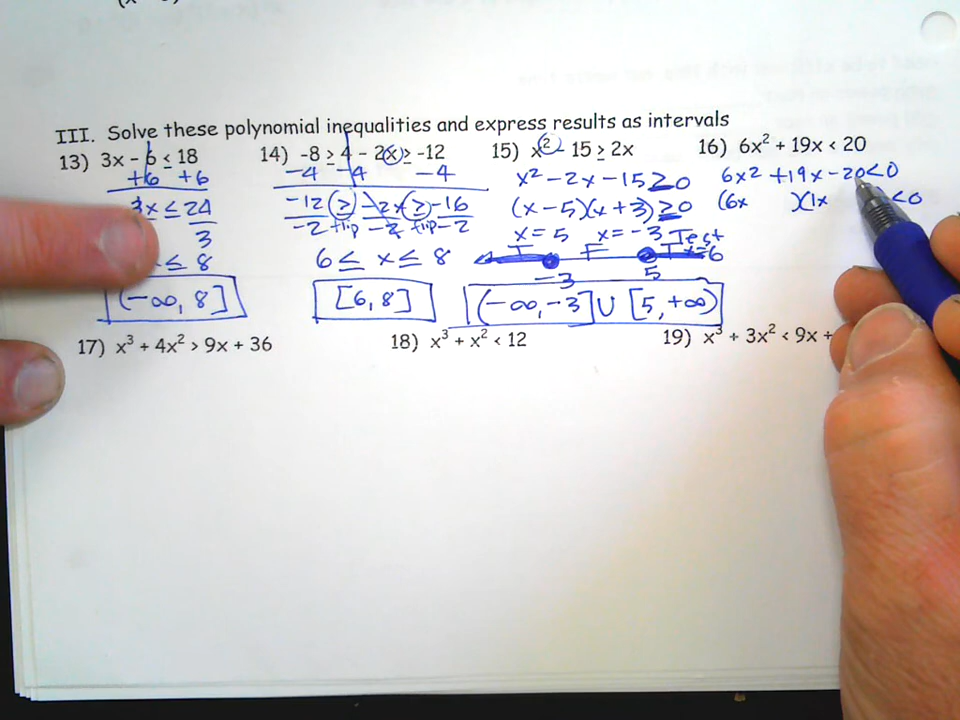 III. Solve these polynomial inequalities and express results as intervals
13) 3x - 6 ≤ 18
+6 +6
3x ≤ 24
3
≤ 8
(-∞, 8]
14) -8 ≥ 4 - 2x ≥ -12
-4 -4 -4
-12 ≥ -2x ≥ -16
-2 flip -2 flip -2
6 ≤ x ≤ 8
[6, 8]
15) x² - 15 ≥ 2x
x² - 2x - 15 ≥ 0
(x - 5)(x + 3) ≥ 0
x = 5 x = -3 Test
T F T x=6
-3 5
(-∞, -3] U [5, +∞)
16) 6x² + 19x < 20
6x² + 19x - 20 < 0
(6x )(1x < 0
17) x³ + 4x² > 9x + 36
18) x³ + x² < 12
19) x³ + 3x² < 9x +